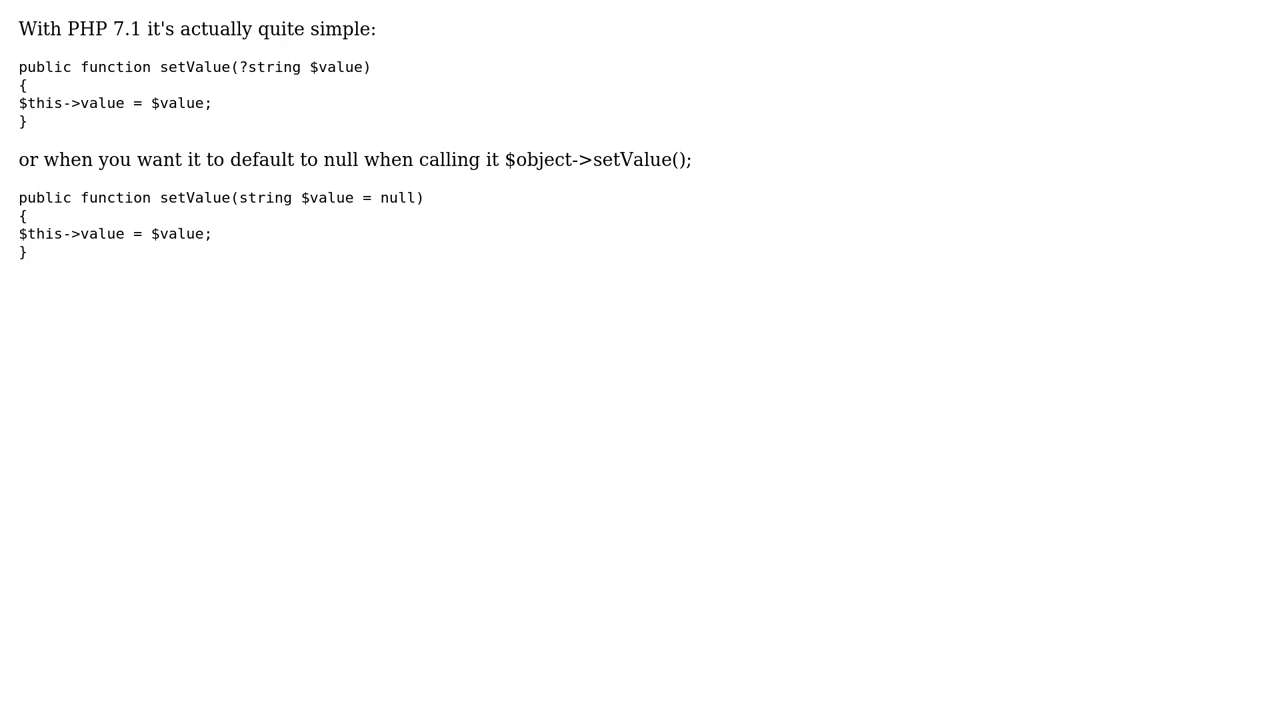 With PHP 7.1 it's actually quite simple:
public function setValue(?string $value)
{
$this->value = $value;
}
or when you want it to default to null when calling it $object->setValue();
public function setValue(string $value = null)
{
$this->value = $value;
}